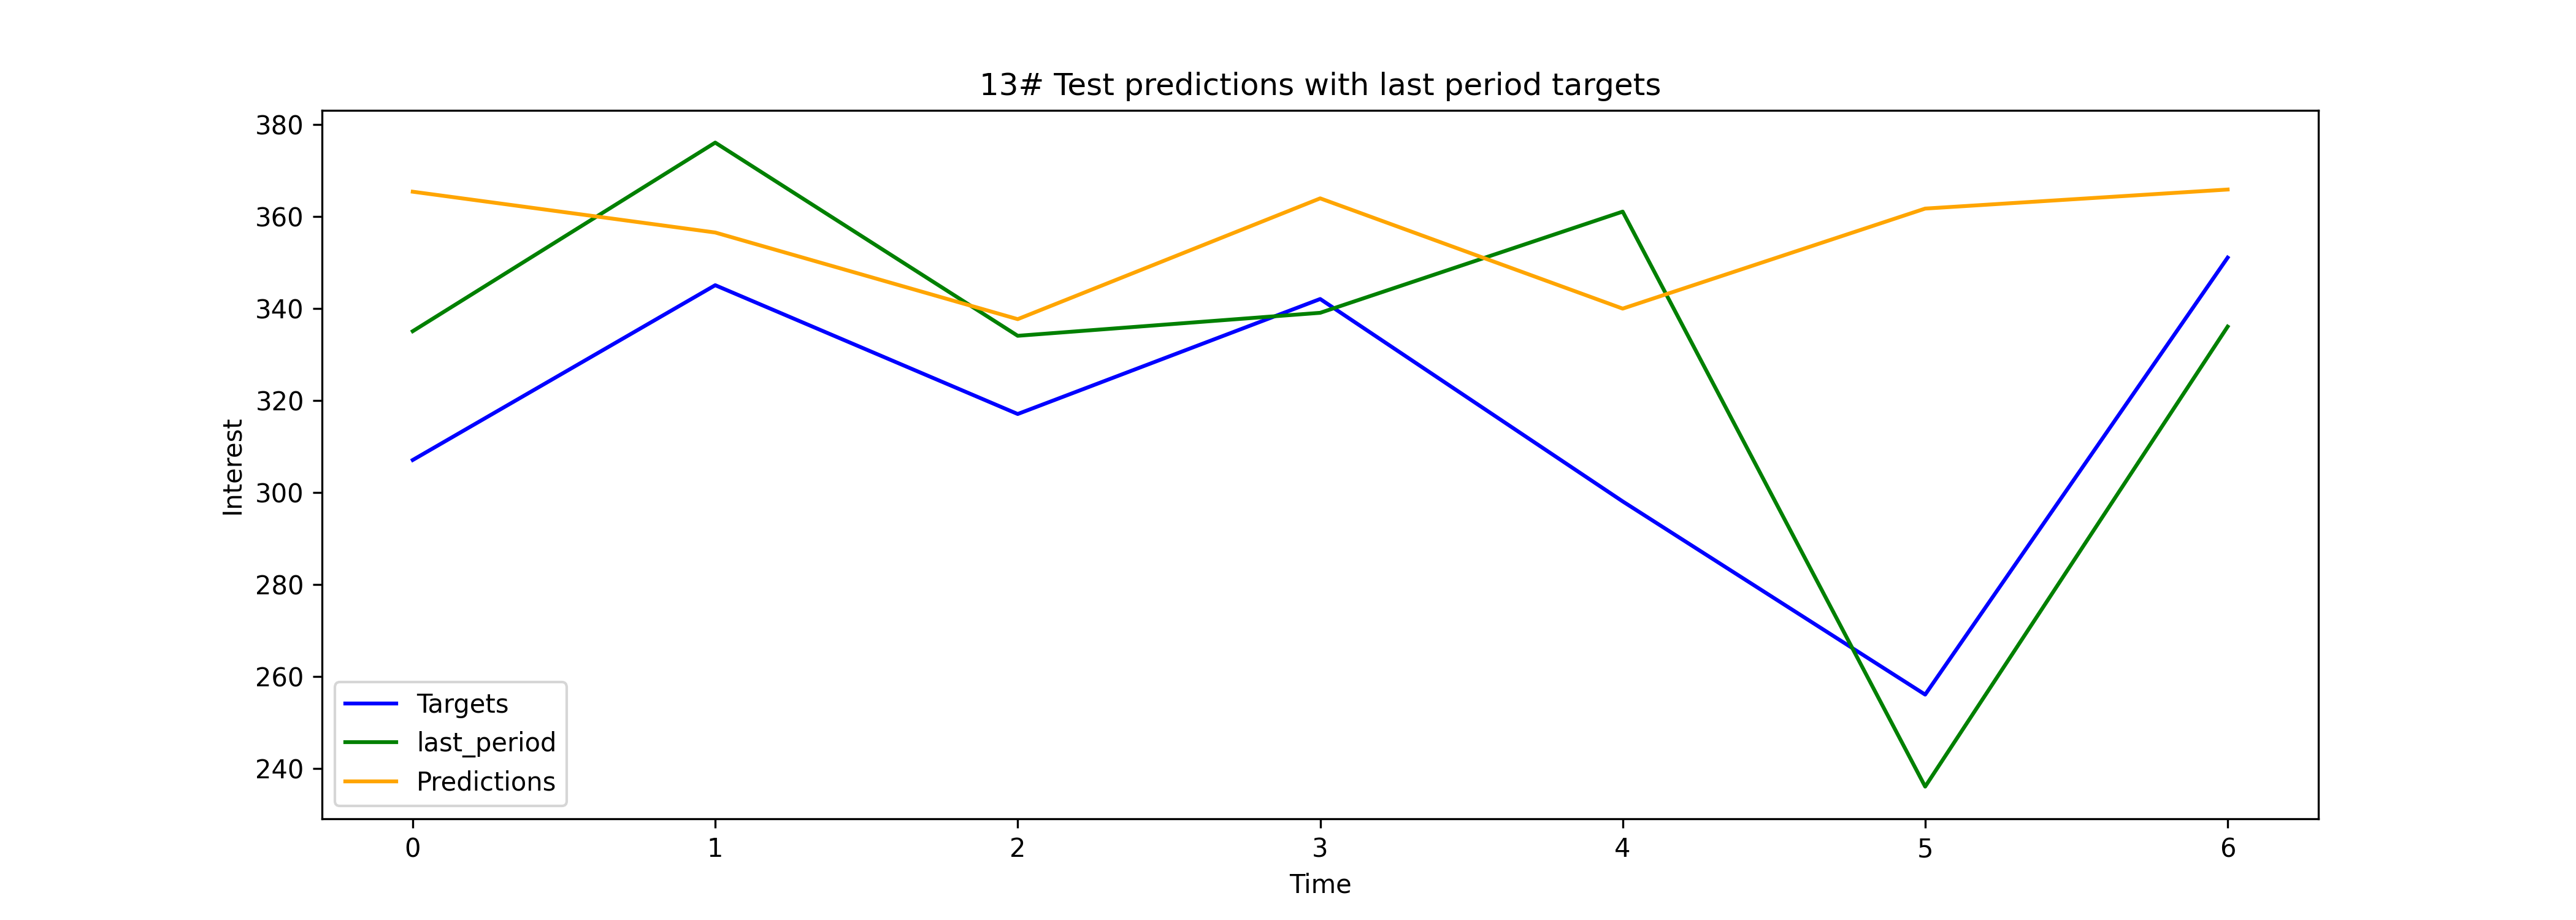 13# Test predictions with last period targets
380
360
340
320
300
280
260
240
Interest
Targets
last_period
Predictions
0 1 2 3 4 5 6
Time